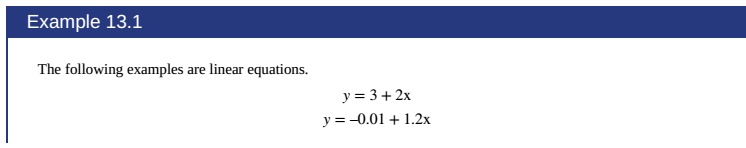 Example 13.1
The following examples are linear equations.
y = 3 + 2x
y = –0.01 + 1.2x